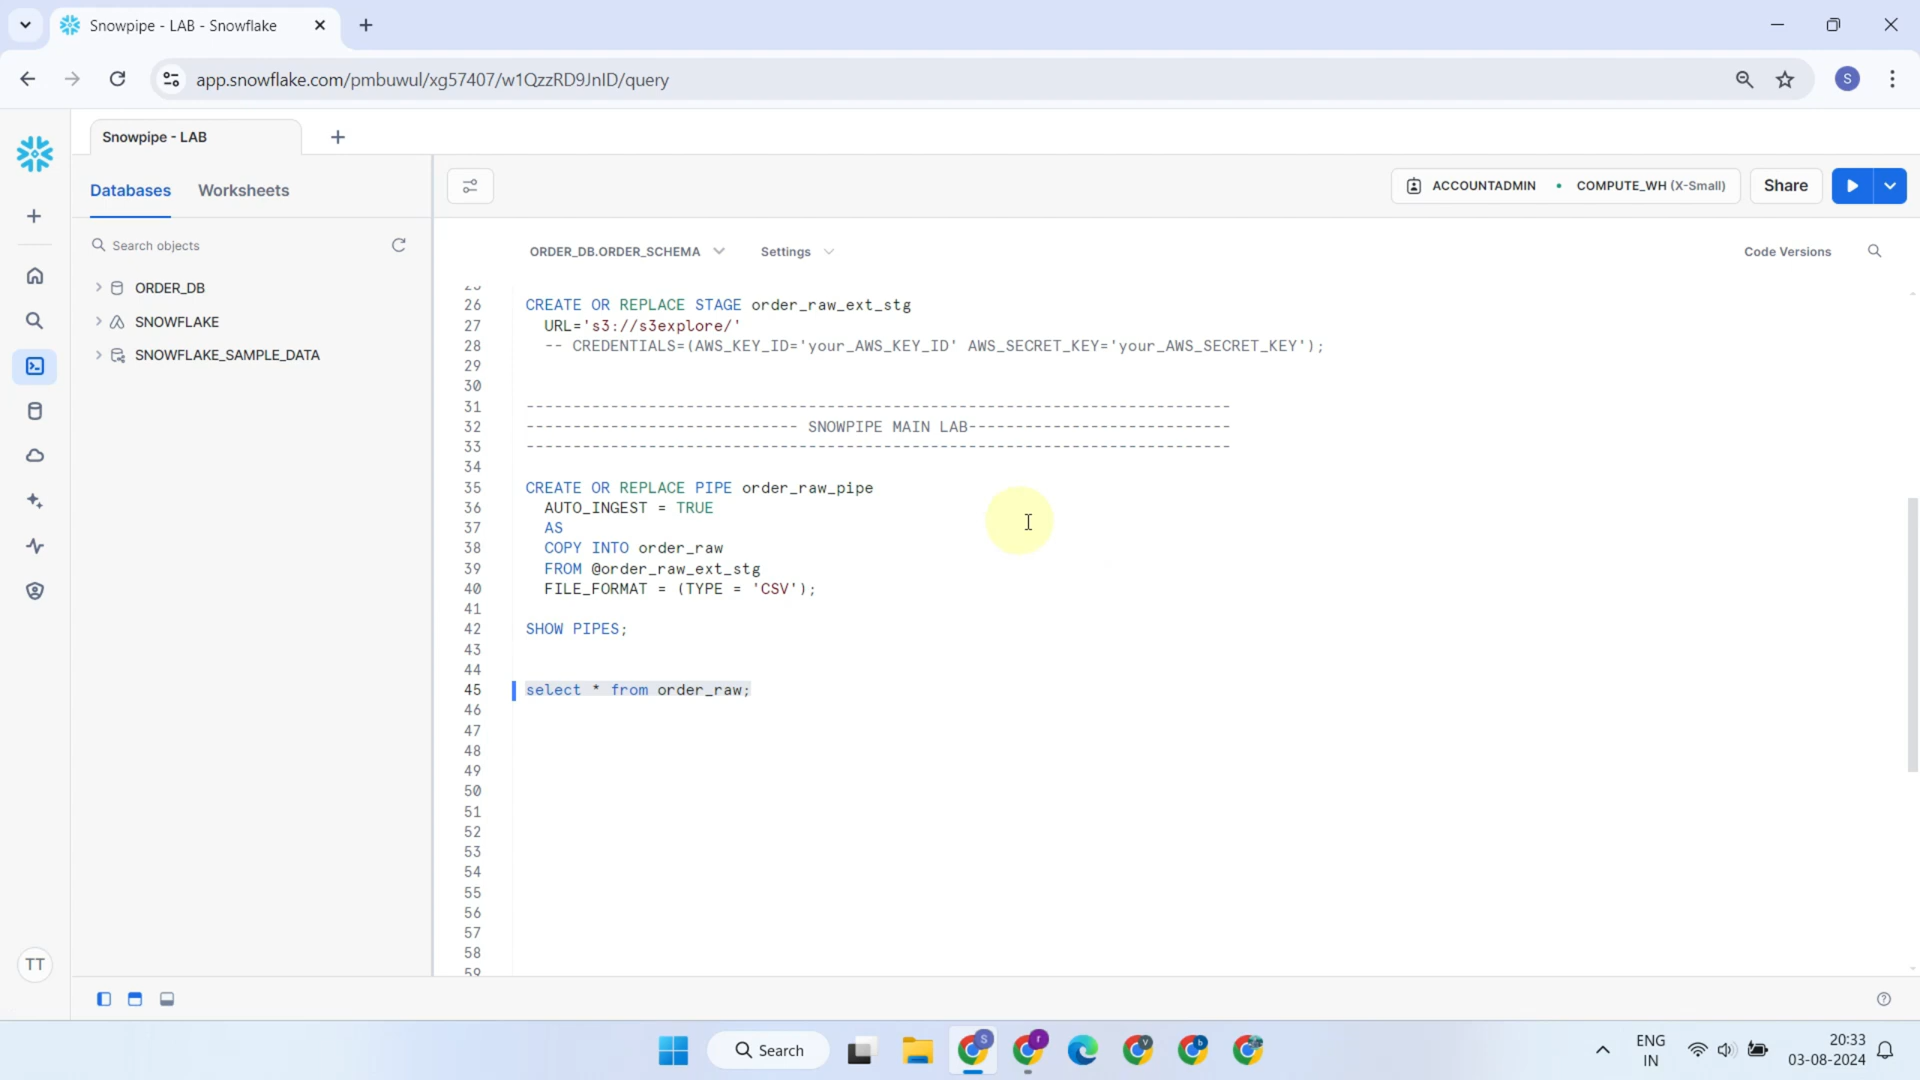 Snowpipe - LAB - Snowflake
app.snowflake.com/pmbuwul/xg57407/w1QzzRD9JnID/query
S
Snowpipe - LAB
Databases
Worksheets
ACCOUNTADMIN
COMPUTE_WH (X-Small)
Share
Search objects
ORDER_DB
SNOWFLAKE
SNOWFLAKE_SAMPLE_DATA
ORDER_DB.ORDER_SCHEMA
Settings
Code Versions
26 CREATE OR REPLACE STAGE order_raw_ext_stg
27 URL='s3://s3explore/'
28 -- CREDENTIALS=(AWS_KEY_ID='your_AWS_KEY_ID' AWS_SECRET_KEY='your_AWS_SECRET_KEY');
29
30
31 ---------------------------------------------------------------------------
32 ----------------------------- SNOWPIPE MAIN LAB----------------------------
33 ---------------------------------------------------------------------------
34
35 CREATE OR REPLACE PIPE order_raw_pipe
36 AUTO_INGEST = TRUE
37 AS
38 COPY INTO order_raw
39 FROM @order_raw_ext_stg
40 FILE_FORMAT = (TYPE = 'CSV');
41
42 SHOW PIPES;
43
44
45 select * from order_raw;
46
47
48
49
50
51
52
53
54
55
56
57
58
59
TT
Search
S
r
V
b
ENG
IN
20:33
03-08-2024